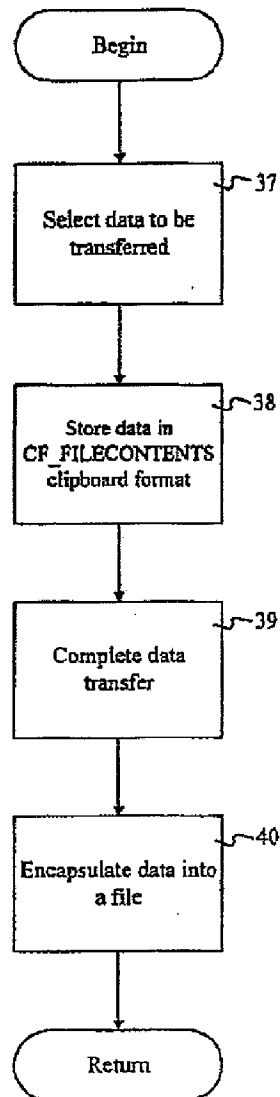 Begin
37
Select data to be
transferred
38
Store data in
CF_FILECONTENTS
clipboard format
39
Complete data
transfer
40
Encapsulate data into
a file
Return